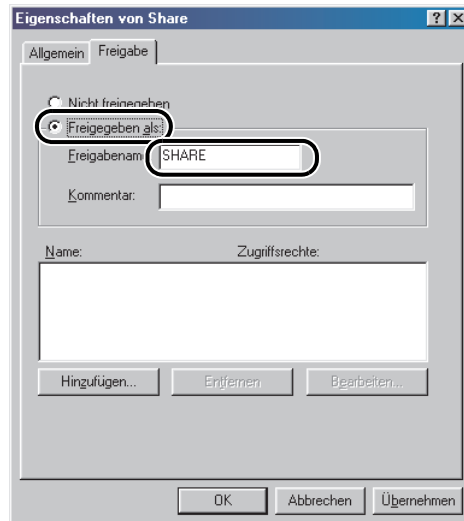 Eigenschaften von Share
Allgemein Freigabe
Nicht freigegeben
Freigegeben als:
Freigabename: SHARE
Kommentar:
Name: Zugriffsrechte:
Hinzufügen... Entfernen Bearbeiten...
OK Abbrechen Übernehmen